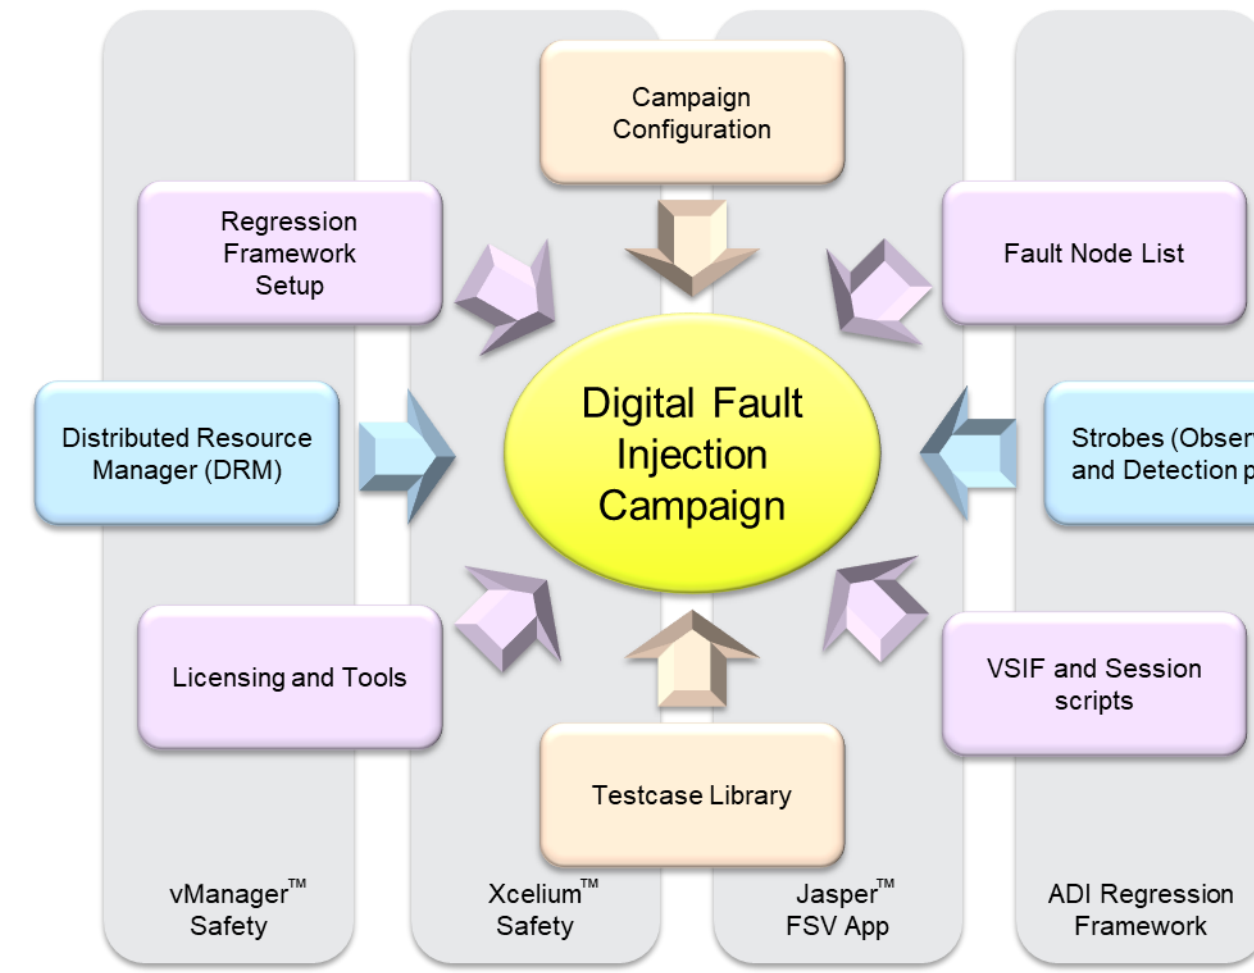 Campaign
Configuration
Regression
Framework
Setup
Fault Node List
Digital Fault
Injection
Campaign
Distributed Resource
Manager (DRM)
Strobes (Obser
and Detection p
Licensing and Tools
VSIF and Session
scripts
Testcase Library
vManager™
Safety
Xcelium™
Safety
Jasper™
FSV App
ADI Regression
Framework